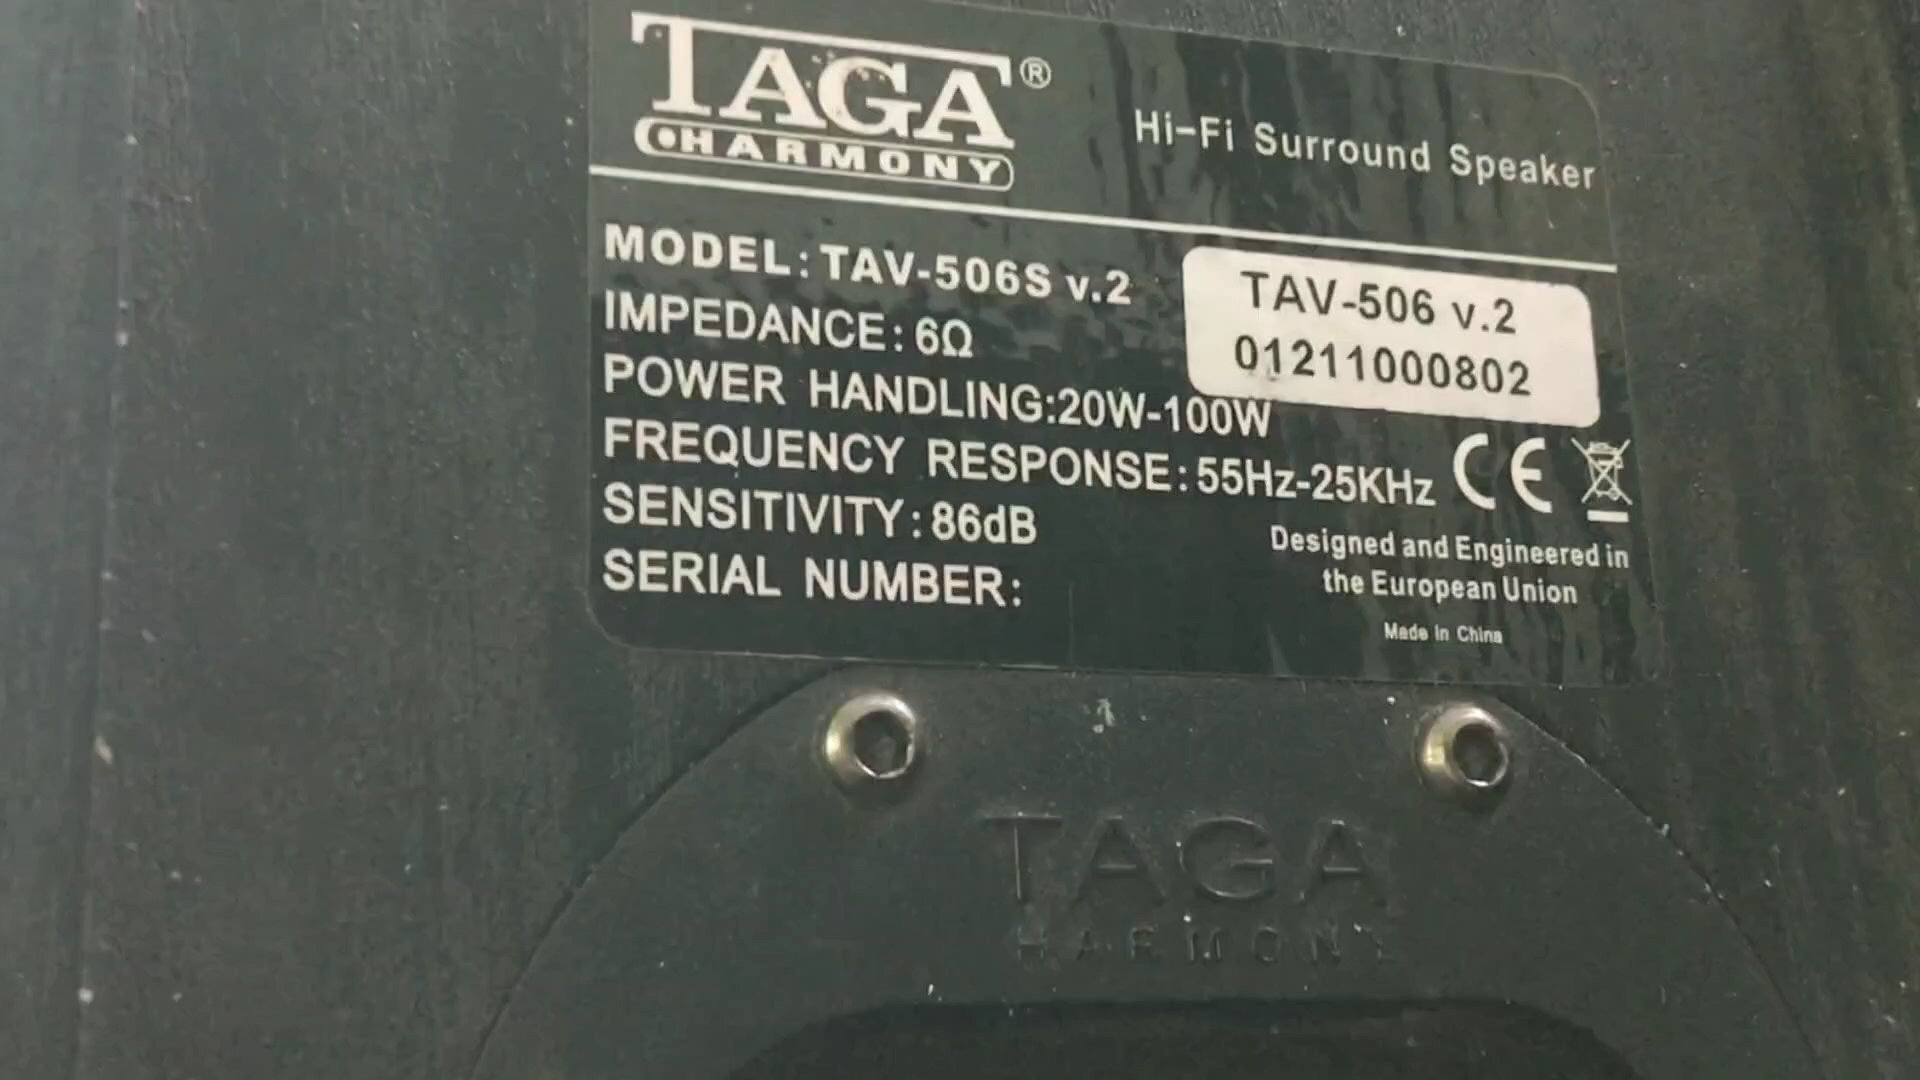 TAGA®
HARMONY
Hi-Fi Surround Speaker
MODEL: TAV-506S v.2
TAV-506 v.2
01211000802
IMPEDANCE: 6Ω
POWER HANDLING:20W-100W
FREQUENCY RESPONSE: 55Hz-25KHz
CE
SENSITIVITY: 86dB
SERIAL NUMBER:
Designed and Engineered in
the European Union
Made in China
TAGA
HARMONY